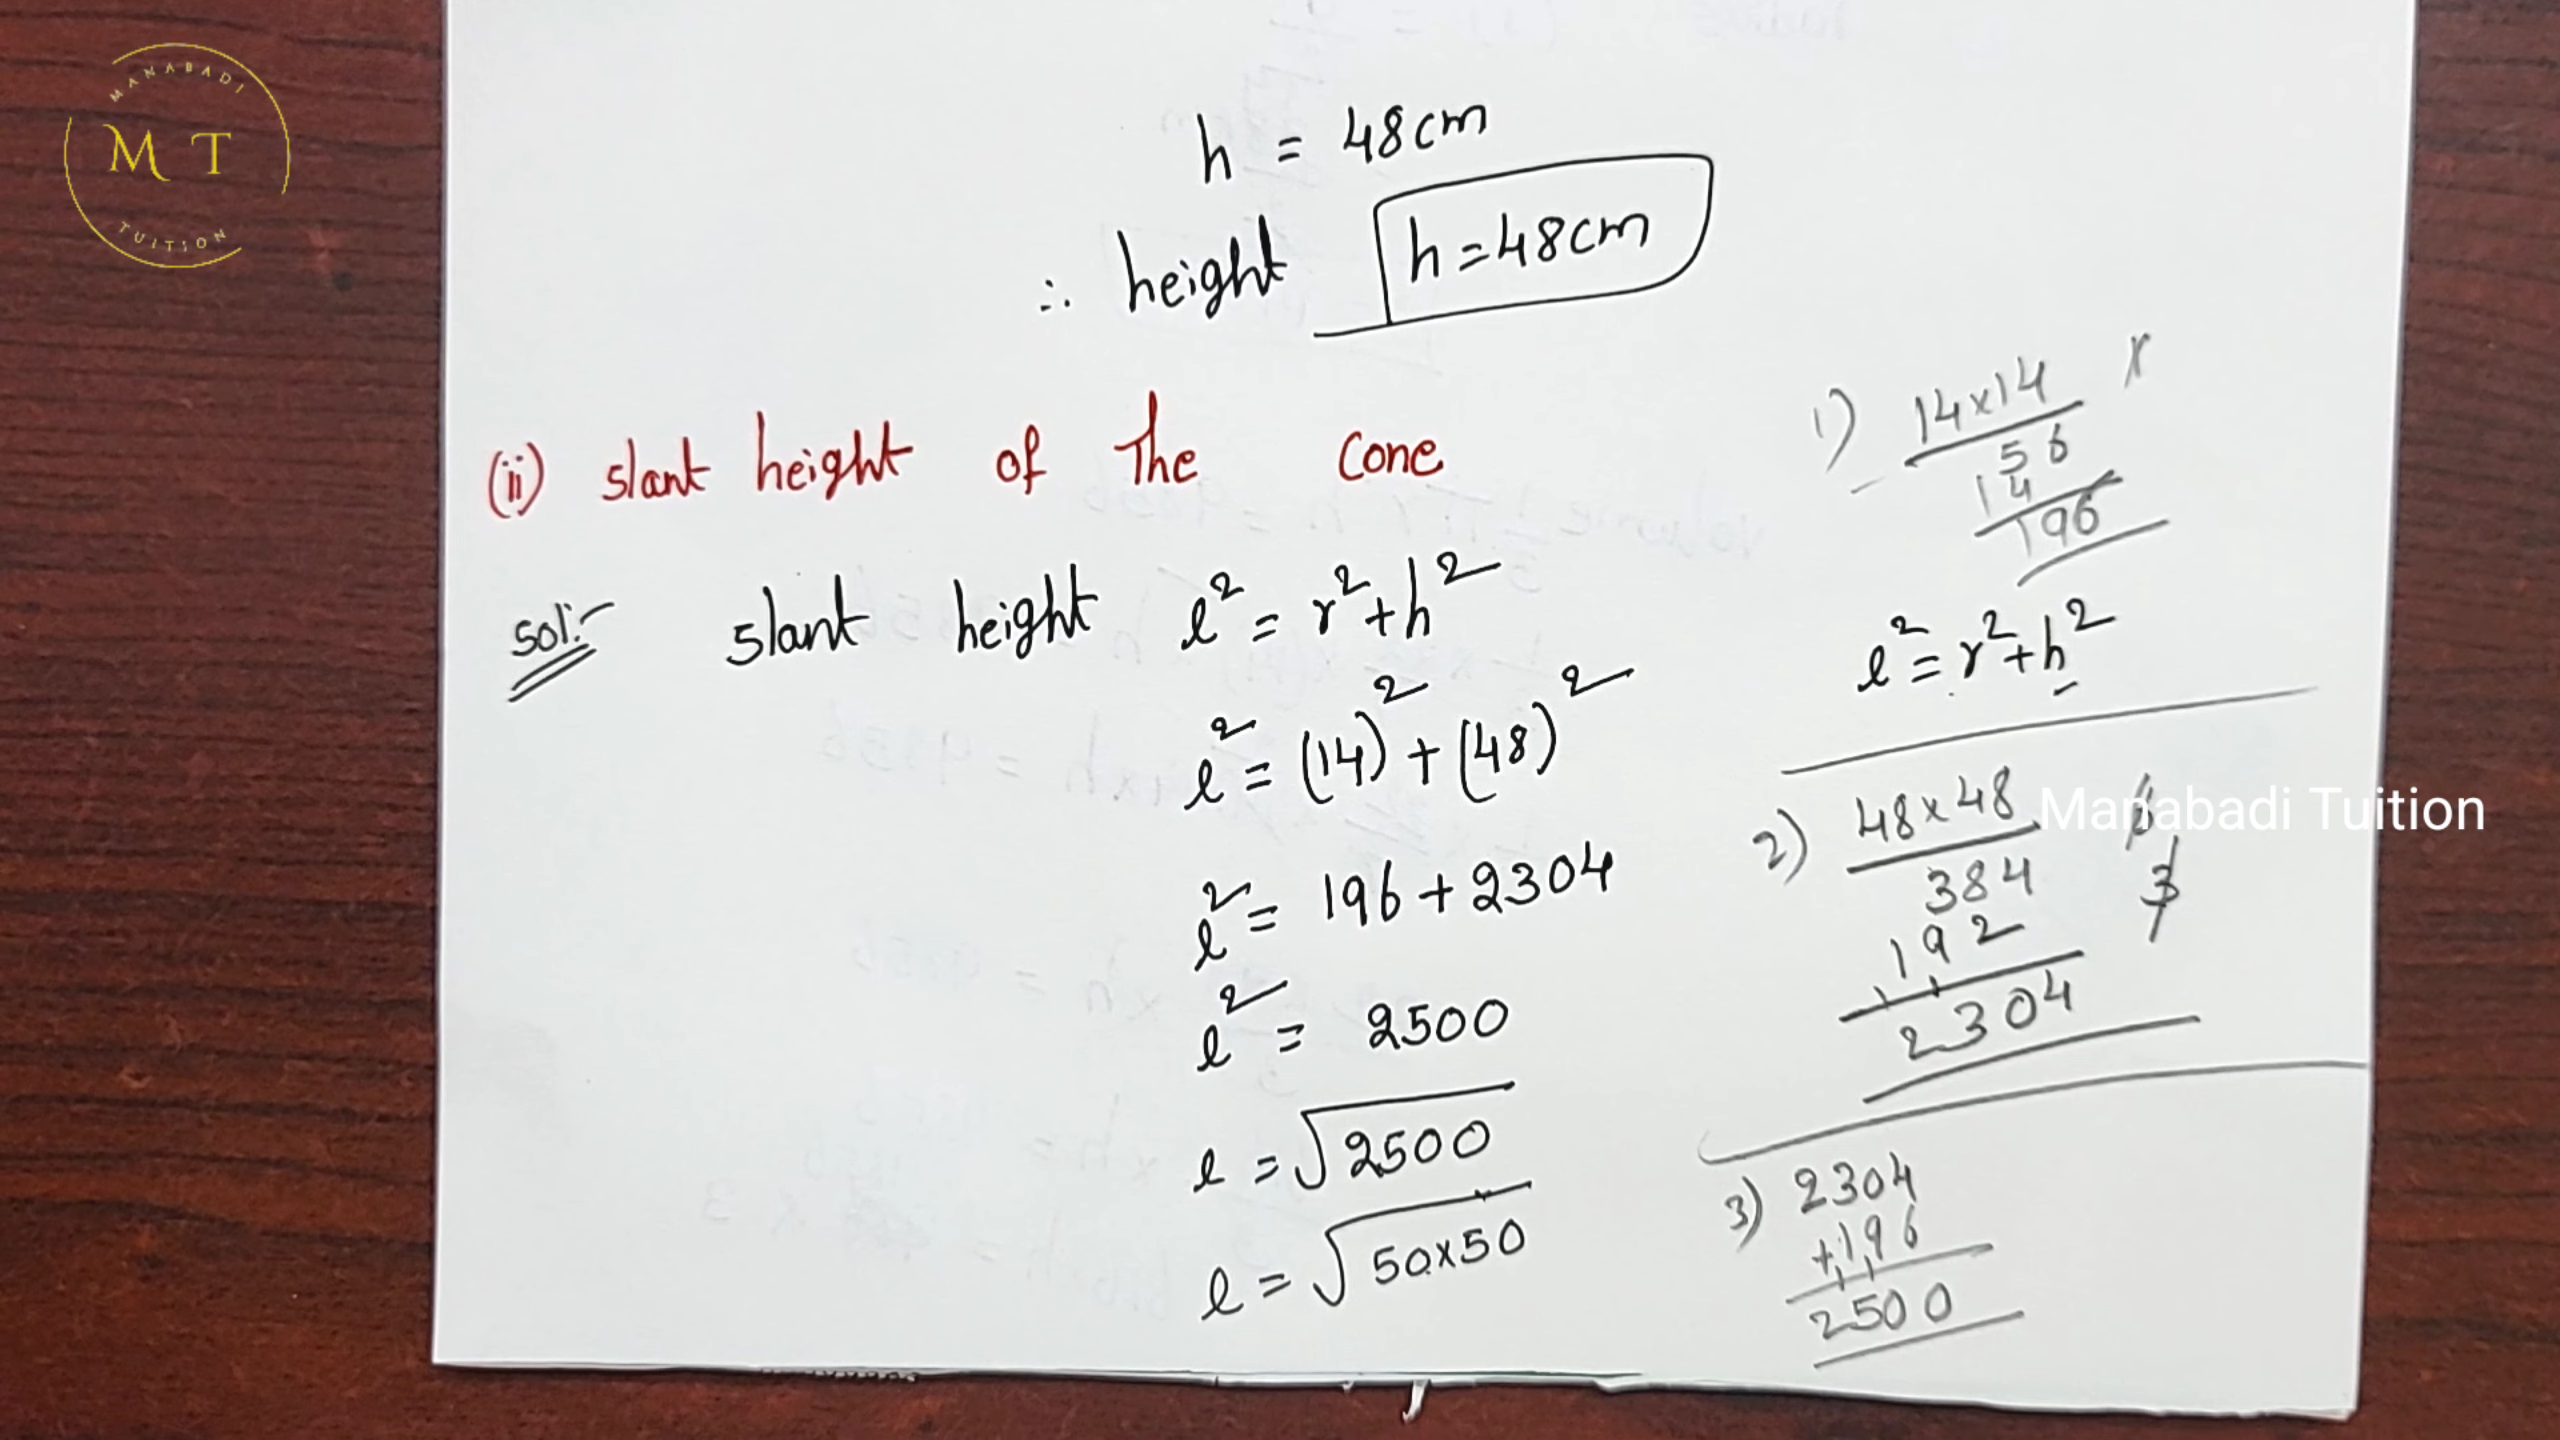 MANABADI
M T
TUITION
h = 48cm
∴ height h=48cm
(ii) slant height of the cone
Sol:- slant height l² = r²+h²
l² = (14)² + (48)²
l² = 196 + 2304
l² = 2500
l = √2500
l = √50x50
1) 14x14
56
14
196
l² = r²+h²
2) 48x48
384
192
2304
Manabadi Tuition
3) 2304
+196
2500